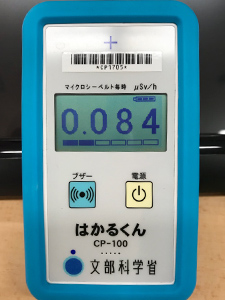 +
*CP1705*
マイクロシーベルト毎時 μSv/h
0.084
ブザー 電源
はかるくん
CP-100
文部科学省